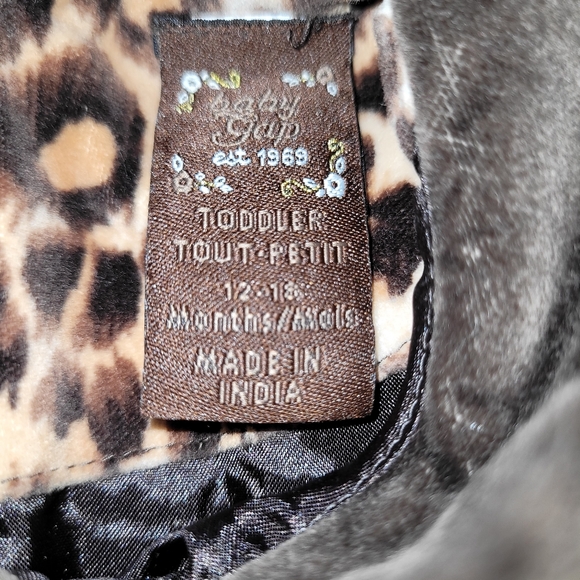 baby
Gap
est 1969
TODDLER
TOUT-PETIT
12-18
Months/Mois
MADE IN
INDIA